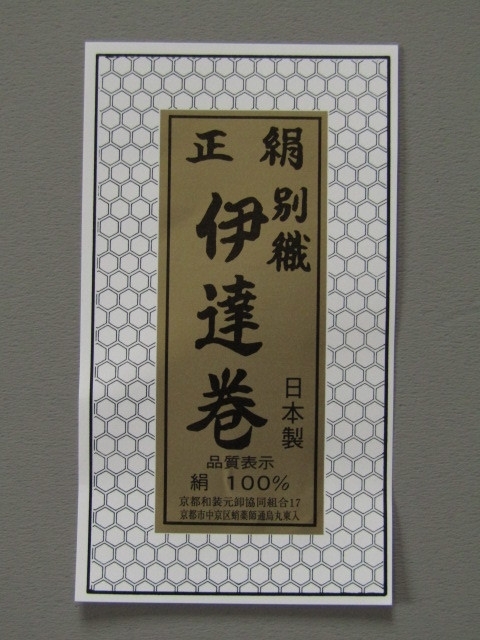 正絹
別織
伊達巻
日本製
品質表示
絹 100%
京都和装元卸協同組合17
京都市中京区蛸薬師通烏丸東入